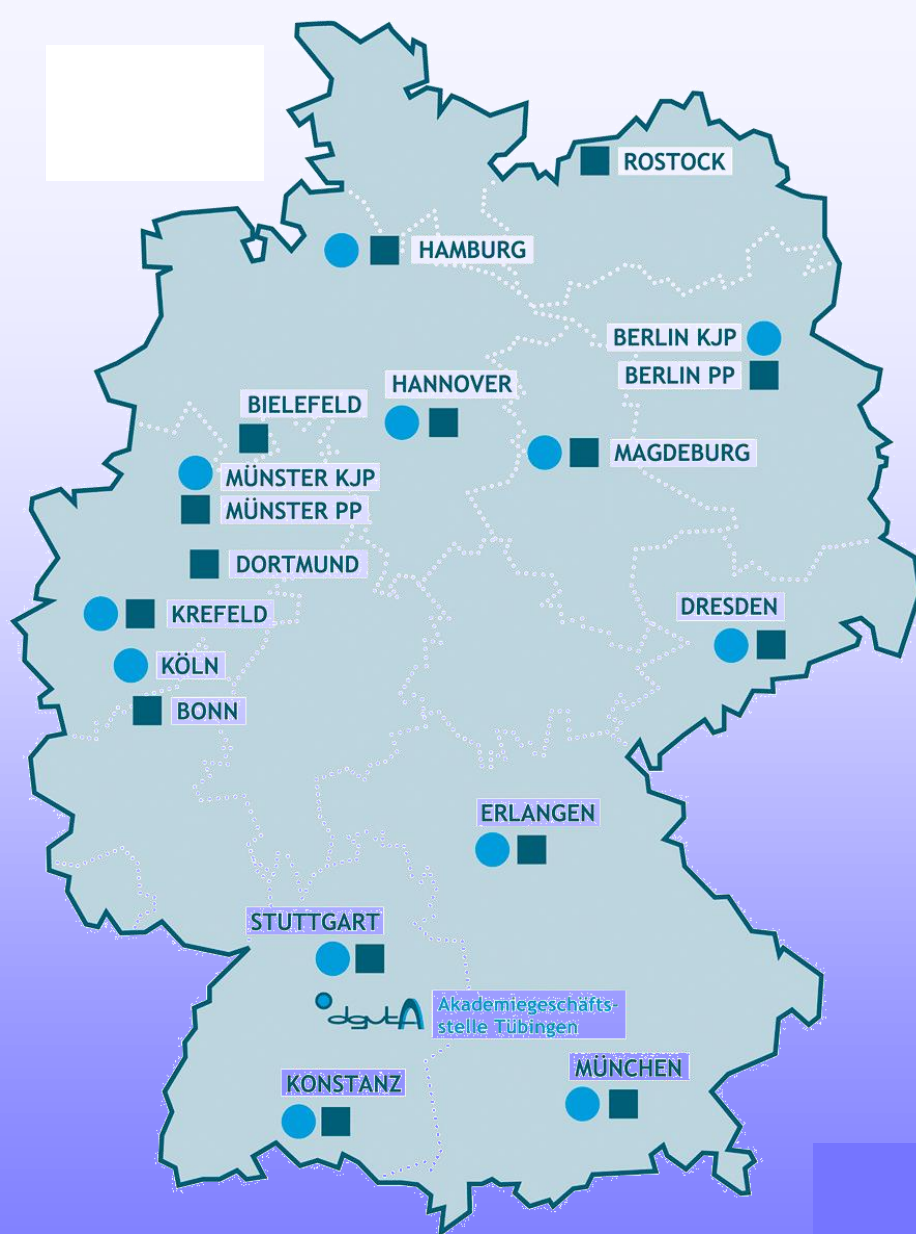 ROSTOCK
HAMBURG
BERLIN KJP
BERLIN PP
HANNOVER
BIELEFELD
MAGDEBURG
MÜNSTER KJP
MÜNSTER PP
DORTMUND
KREFELD
DRESDEN
KÖLN
BONN
ERLANGEN
STUTTGART
dgvtA
Akademiegeschäfts-
stelle Tübingen
KONSTANZ
MÜNCHEN